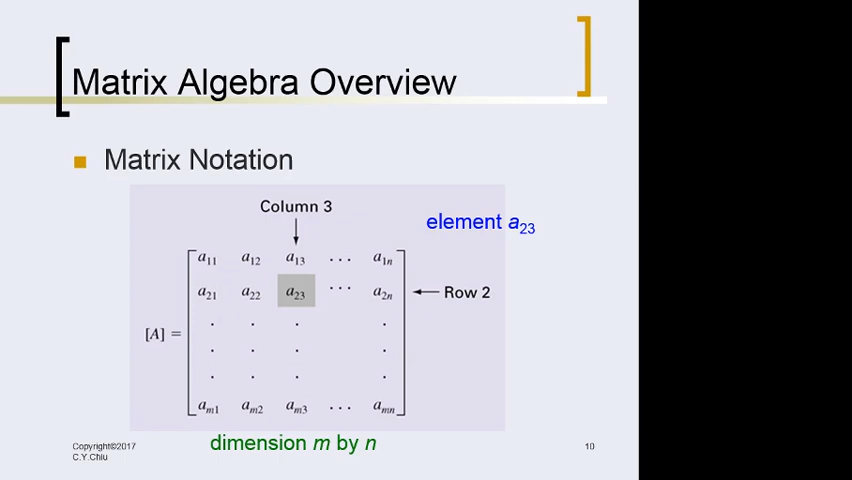 Matrix Algebra Overview
Matrix Notation
Column 3
element a23
a11 a12 a13 ... a1n
a21 a22 a23 ... a2n
Row 2
. . . .
[A] =
. . . .
. . . .
am1 am2 am3 ... amn
dimension m by n
Copyright©2017
C.Y.Chiu
10